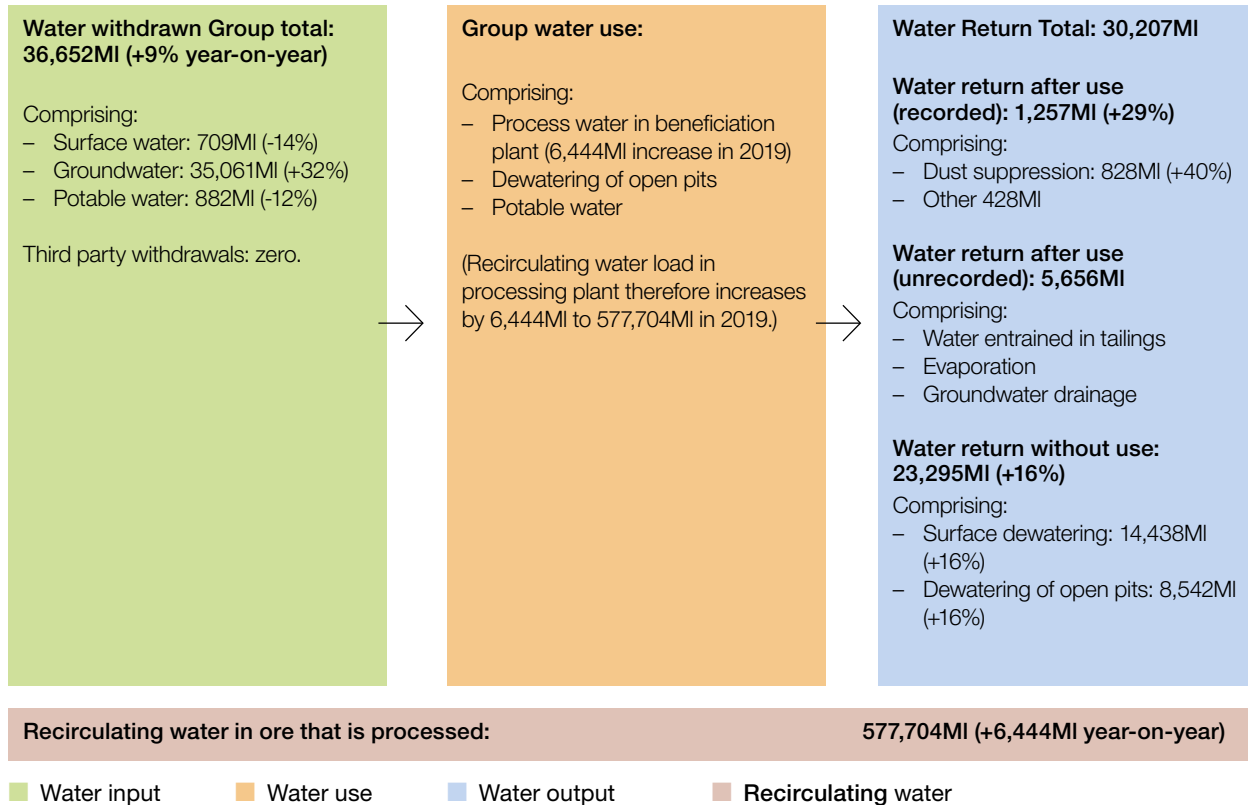 Water withdrawn Group total:
36,652Ml (+9% year-on-year)
Comprising:
– Surface water: 709Ml (-14%)
– Groundwater: 35,061Ml (+32%)
– Potable water: 882Ml (-12%)
Third party withdrawals: zero.
Group water use:
Comprising:
– Process water in beneficiation
plant (6,444Ml increase in 2019)
– Dewatering of open pits
– Potable water
(Recirculating water load in
processing plant therefore increases
by 6,444Ml to 577,704Ml in 2019.)
Water Return Total: 30,207Ml
Water return after use
(recorded): 1,257Ml (+29%)
Comprising:
– Dust suppression: 828Ml (+40%)
– Other 428Ml
Water return after use
(unrecorded): 5,656Ml
Comprising:
– Water entrained in tailings
– Evaporation
– Groundwater drainage
Water return without use:
23,295Ml (+16%)
Comprising:
– Surface dewatering: 14,438Ml
(+16%)
– Dewatering of open pits: 8,542Ml
(+16%)
Recirculating water in ore that is processed: 577,704Ml (+6,444Ml year-on-year)
Water input Water use Water output Recirculating water